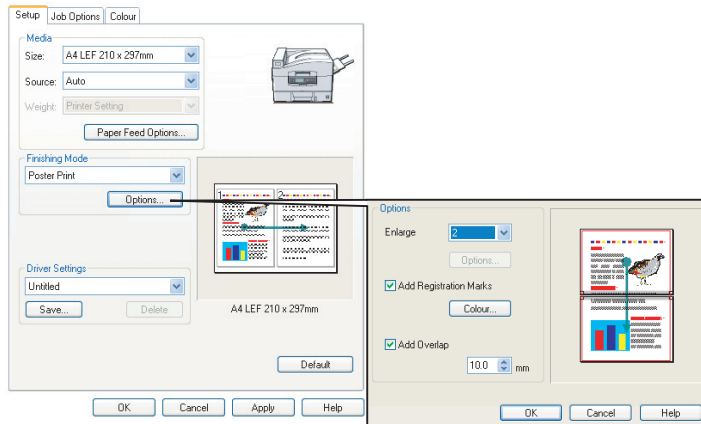 Setup Job Options Colour
Media
Size: A4 LEF 210 x 297mm
Source: Auto
Weight: Printer Setting
Paper Feed Options...
Finishing Mode
Poster Print
Options...
1 2
Driver Settings
Untitled
Save... Delete
A4 LEF 210 x 297mm
Default
OK Cancel Apply Help
Options
Enlarge 2
Options...
Add Registration Marks
Colour...
Add Overlap
10.0 mm
OK Cancel Help